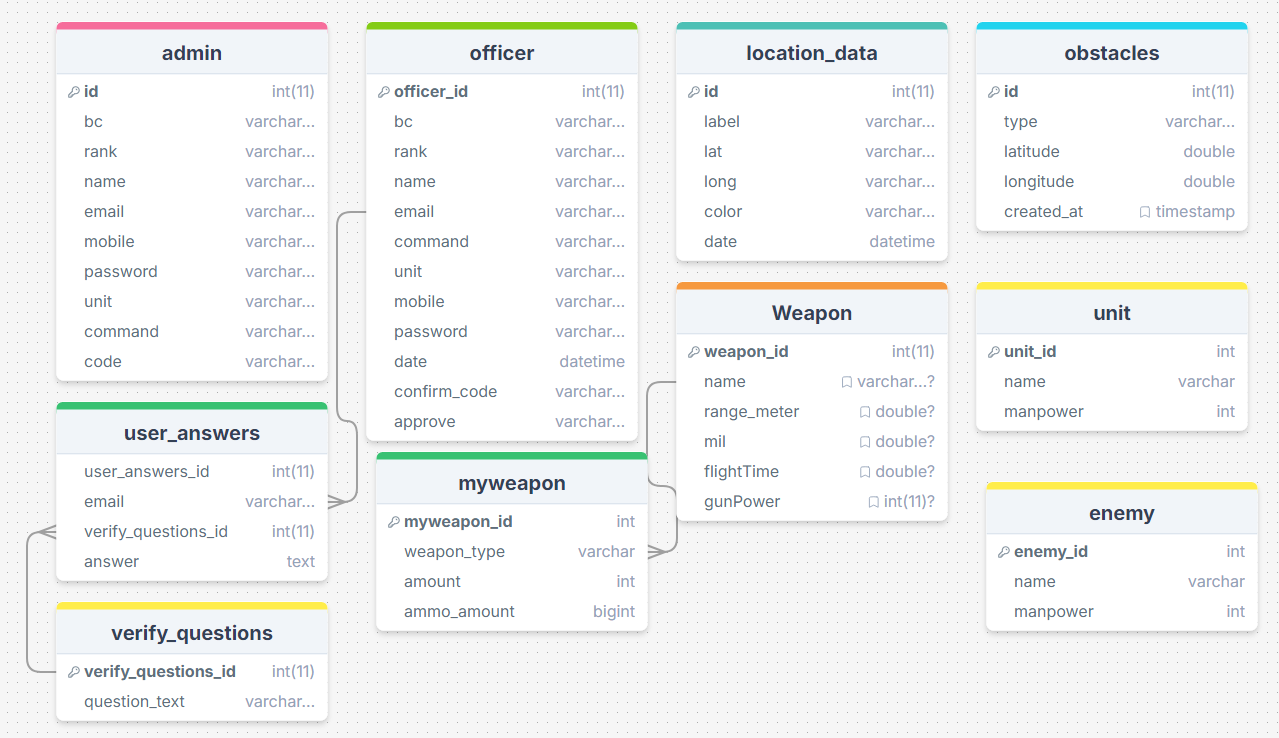 admin
id int(11)
bc varchar...
rank varchar...
name varchar...
email varchar...
mobile varchar...
password varchar...
unit varchar...
command varchar...
code varchar...
officer
officer_id int(11)
bc varchar...
rank varchar...
name varchar...
email varchar...
command varchar...
unit varchar...
mobile varchar...
password varchar...
date datetime
confirm_code varchar...
approve varchar...
location_data
id int(11)
label varchar...
lat varchar...
long varchar...
color varchar...
date datetime
obstacles
id int(11)
type varchar...
latitude double
longitude double
created_at timestamp
Weapon
weapon_id int(11)
name varchar...?
range_meter double?
mil double?
flightTime double?
gunPower int(11)?
unit
unit_id int
name varchar
manpower int
user_answers
user_answers_id int(11)
email varchar...
verify_questions_id int(11)
answer text
myweapon
myweapon_id int
weapon_type varchar
amount int
ammo_amount bigint
enemy
enemy_id int
name varchar
manpower int
verify_questions
verify_questions_id int(11)
question_text varchar...